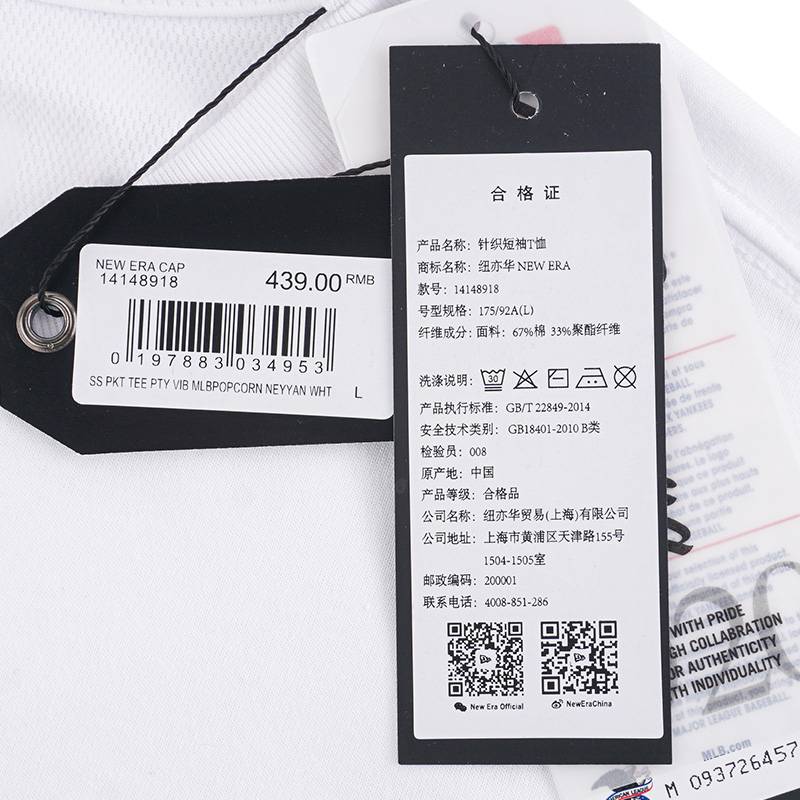 NEW ERA CAP
14148918
439.00 RMB
0 197883 034953
SS PKT TEE PTY VIB MLBPOPCORN NEYYAN WHT L
合格证
产品名称: 针织短袖T恤
商标名称: 纽亦华 NEW ERA
款号: 14148918
号型规格: 175/92A(L)
纤维成分: 面料: 67%棉 33%聚酯纤维
洗涤说明: 30
产品执行标准: GB/T 22849-2014
安全技术类别: GB18401-2010 B类
检验员: 008
原产地: 中国
产品等级: 合格品
公司名称: 纽亦华贸易(上海)有限公司
公司地址: 上海市黄浦区天津路155号
1504-1505室
邮政编码: 200001
联系电话: 4008-851-286
New Era Official
NewEraChina
WITH PRIDE
GH COLLABRATION
R AUTHENTICITY
TH INDIVIDUALITY
MAJOR LEAGUE BASEBALL
MLB.com
M 09372645